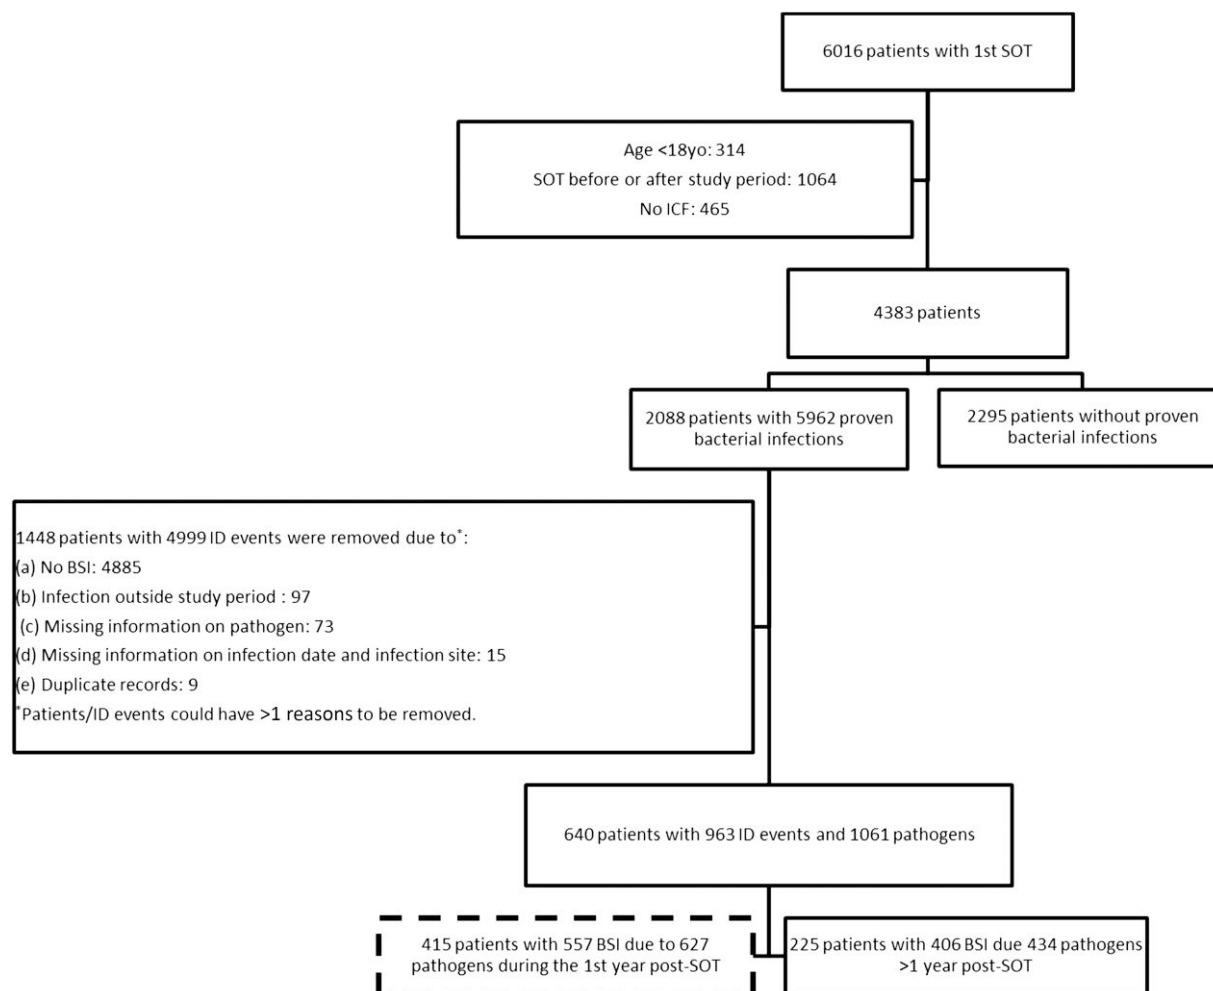 6016 patients with 1st SOT
Age <18yo: 314
SOT before or after study period: 1064
No ICF: 465
4383 patients
2088 patients with 5962 proven
bacterial infections
2295 patients without proven
bacterial infections
1448 patients with 4999 ID events were removed due to*:
(a) No BSI: 4885
(b) Infection outside study period : 97
(c) Missing information on pathogen: 73
(d) Missing information on infection date and infection site: 15
(e) Duplicate records: 9
*Patients/ID events could have >1 reasons to be removed.
640 patients with 963 ID events and 1061 pathogens
415 patients with 557 BSI due to 627
pathogens during the 1st year post-SOT
225 patients with 406 BSI due 434 pathogens
>1 year post-SOT